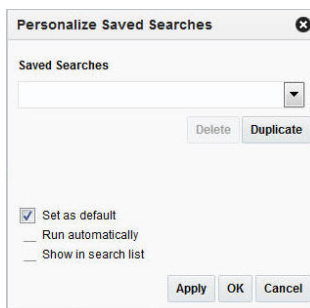 Personalize Saved Searches
Saved Searches
Delete Duplicate
Set as default
Run automatically
Show in search list
Apply OK Cancel